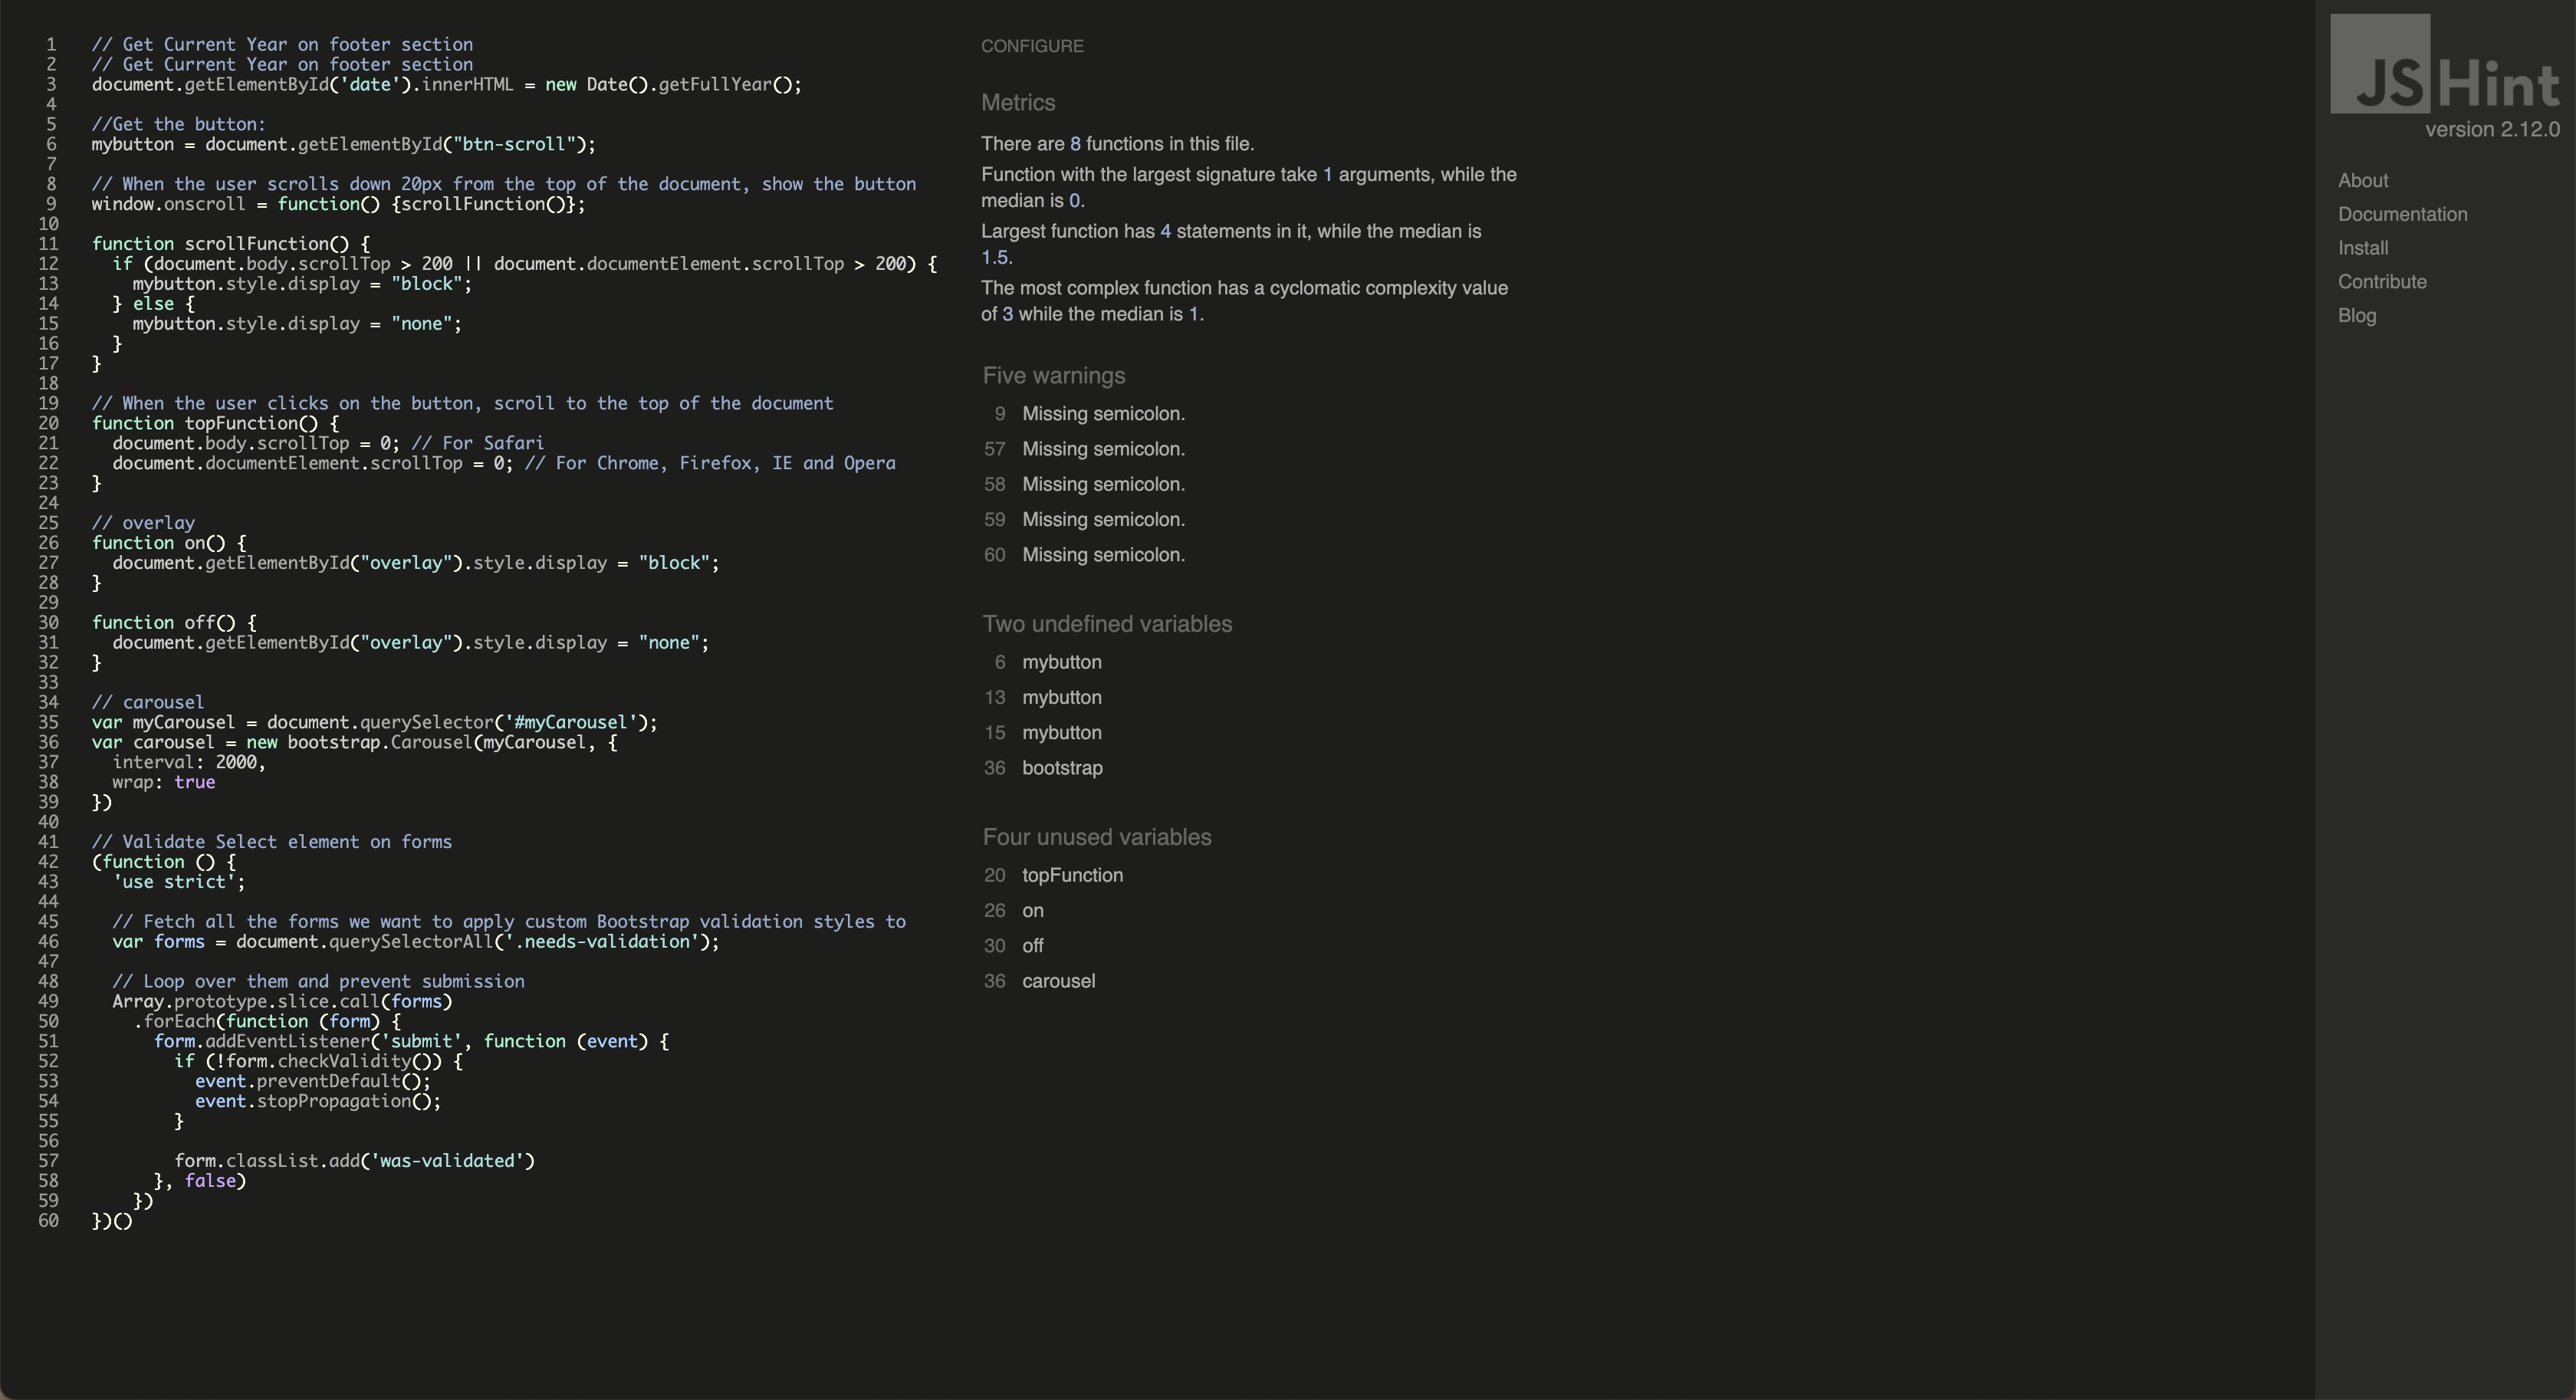 1 // Get Current Year on footer section
2 // Get Current Year on footer section
3 document.getElementById('date').innerHTML = new Date().getFullYear();
4
5 //Get the button:
6 mybutton = document.getElementById("btn-scroll");
7
8 // When the user scrolls down 20px from the top of the document, show the button
9 window.onscroll = function() {scrollFunction()};
10
11 function scrollFunction() {
12 if (document.body.scrollTop > 200 || document.documentElement.scrollTop > 200) {
13 mybutton.style.display = "block";
14 } else {
15 mybutton.style.display = "none";
16 }
17 }
18
19 // When the user clicks on the button, scroll to the top of the document
20 function topFunction() {
21 document.body.scrollTop = 0; // For Safari
22 document.documentElement.scrollTop = 0; // For Chrome, Firefox, IE and Opera
23 }
24
25 // overlay
26 function on() {
27 document.getElementById("overlay").style.display = "block";
28 }
29
30 function off() {
31 document.getElementById("overlay").style.display = "none";
32 }
33
34 // carousel
35 var myCarousel = document.querySelector('#myCarousel');
36 var carousel = new bootstrap.Carousel(myCarousel, {
37 interval: 2000,
38 wrap: true
39 })
40
41 // Validate Select element on forms
42 (function () {
43 'use strict';
44
45 // Fetch all the forms we want to apply custom Bootstrap validation styles to
46 var forms = document.querySelectorAll('.needs-validation');
47
48 // Loop over them and prevent submission
49 Array.prototype.slice.call(forms)
50 .forEach(function (form) {
51 form.addEventListener('submit', function (event) {
52 if (!form.checkValidity()) {
53 event.preventDefault();
54 event.stopPropagation();
55 }
56
57 form.classList.add('was-validated')
58 }, false)
59 })
60 })()
CONFIGURE
Metrics
There are 8 functions in this file.
Function with the largest signature take 1 arguments, while the
median is 0.
Largest function has 4 statements in it, while the median is
1.5.
The most complex function has a cyclomatic complexity value
of 3 while the median is 1.
Five warnings
9 Missing semicolon.
57 Missing semicolon.
58 Missing semicolon.
59 Missing semicolon.
60 Missing semicolon.
Two undefined variables
6 mybutton
13 mybutton
15 mybutton
36 bootstrap
Four unused variables
20 topFunction
26 on
30 off
36 carousel
JSHint
version 2.12.0
About
Documentation
Install
Contribute
Blog